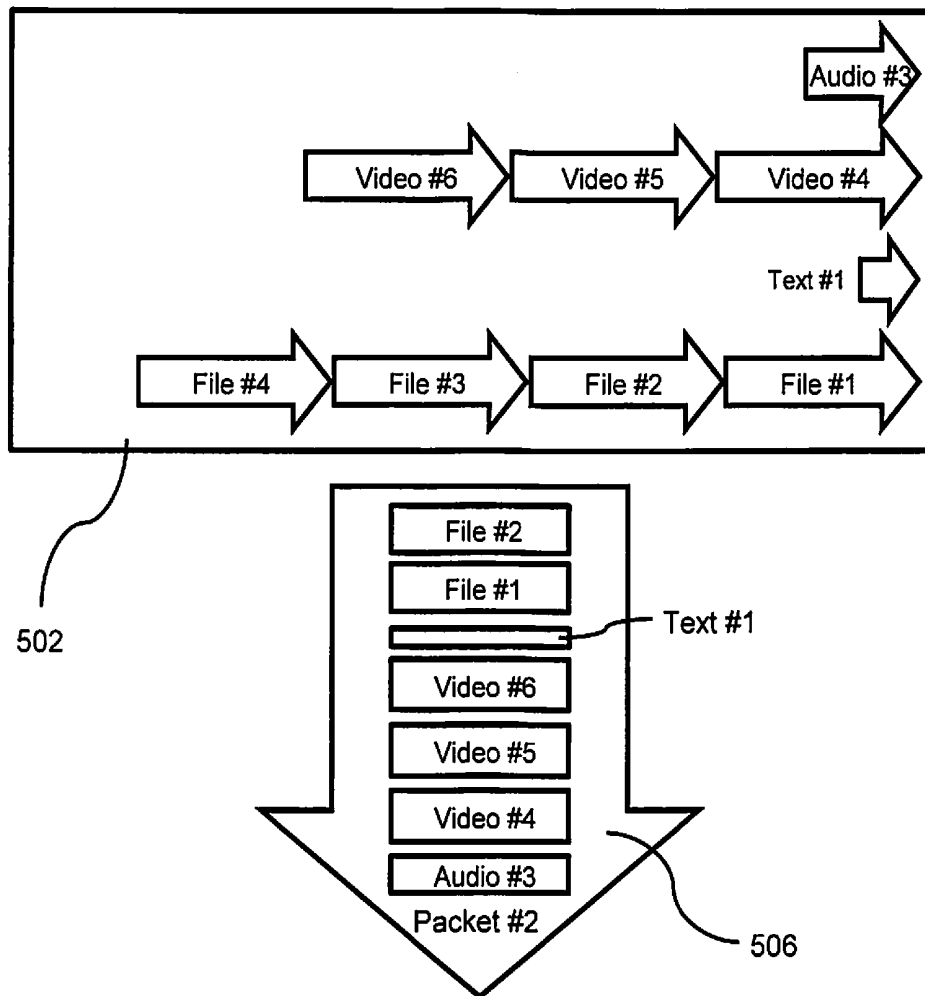 Audio #3
Video #6 Video #5 Video #4
Text #1
File #4 File #3 File #2 File #1
502
File #2
File #1
Text #1
Video #6
Video #5
Video #4
Audio #3
Packet #2
506